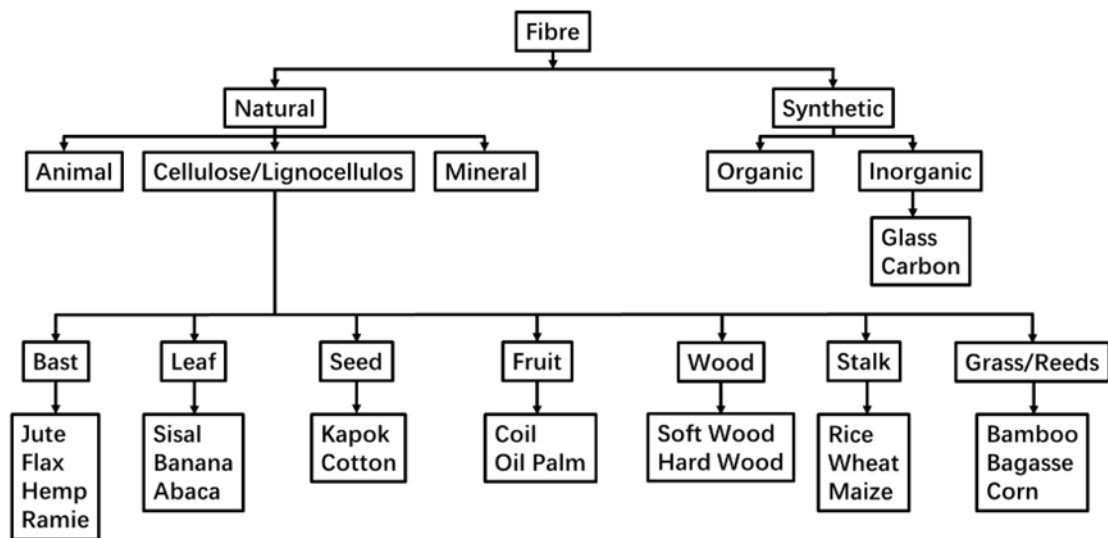 Fibre
Natural
Synthetic
Animal
Cellulose/Lignocellulos
Mineral
Organic
Inorganic
Glass
Carbon
Bast
Leaf
Seed
Fruit
Wood
Stalk
Grass/Reeds
Jute
Flax
Hemp
Ramie
Sisal
Banana
Abaca
Kapok
Cotton
Coil
Oil Palm
Soft Wood
Hard Wood
Rice
Wheat
Maize
Bamboo
Bagasse
Corn